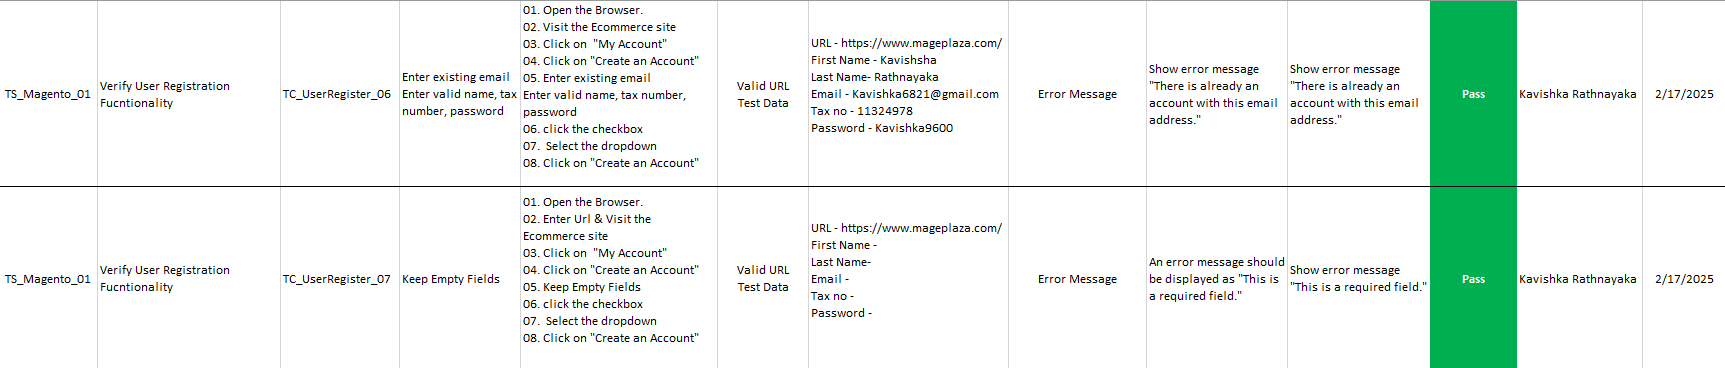 TS_Magento_01
Verify User Registration
Fucntionality
TC_UserRegister_06
Enter existing email
Enter valid name, tax
number, password
01. Open the Browser.
02. Visit the Ecommerce site
03. Click on  "My Account"
04. Click on "Create an Account"
05. Enter existing email
Enter valid name, tax number,
password
06. click the checkbox
07.  Select the dropdown
08. Click on "Create an Account"
Valid URL
Test Data
URL - https://www.mageplaza.com/
First Name - Kavishsha
Last Name- Rathnayaka
Email - Kavishka6821@gmail.com
Tax no - 11324978
Password - Kavishka9600
Error Message
Show error message
"There is already an
account with this email
address."
Show error message
"There is already an
account with this email
address."
Pass
Kavishka Rathnayaka
2/17/2025
TS_Magento_01
Verify User Registration
Fucntionality
TC_UserRegister_07
Keep Empty Fields
01. Open the Browser.
02. Enter Url & Visit the
Ecommerce site
03. Click on  "My Account"
04. Click on "Create an Account"
05. Keep Empty Fields
06. click the checkbox
07.  Select the dropdown
08. Click on "Create an Account"
Valid URL
Test Data
URL - https://www.mageplaza.com/
First Name -
Last Name-
Email -
Tax no -
Password -
Error Message
An error message should
be displayed as "This is
a required field."
Show error message
"This is a required field."
Pass
Kavishka Rathnayaka
2/17/2025